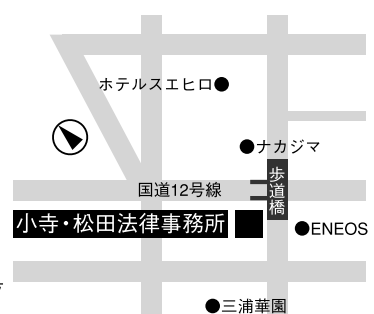 ホテルスエヒロ●
●ナカジマ
歩道橋
国道12号線
小寺・松田法律事務所
●ENEOS
●三浦華園